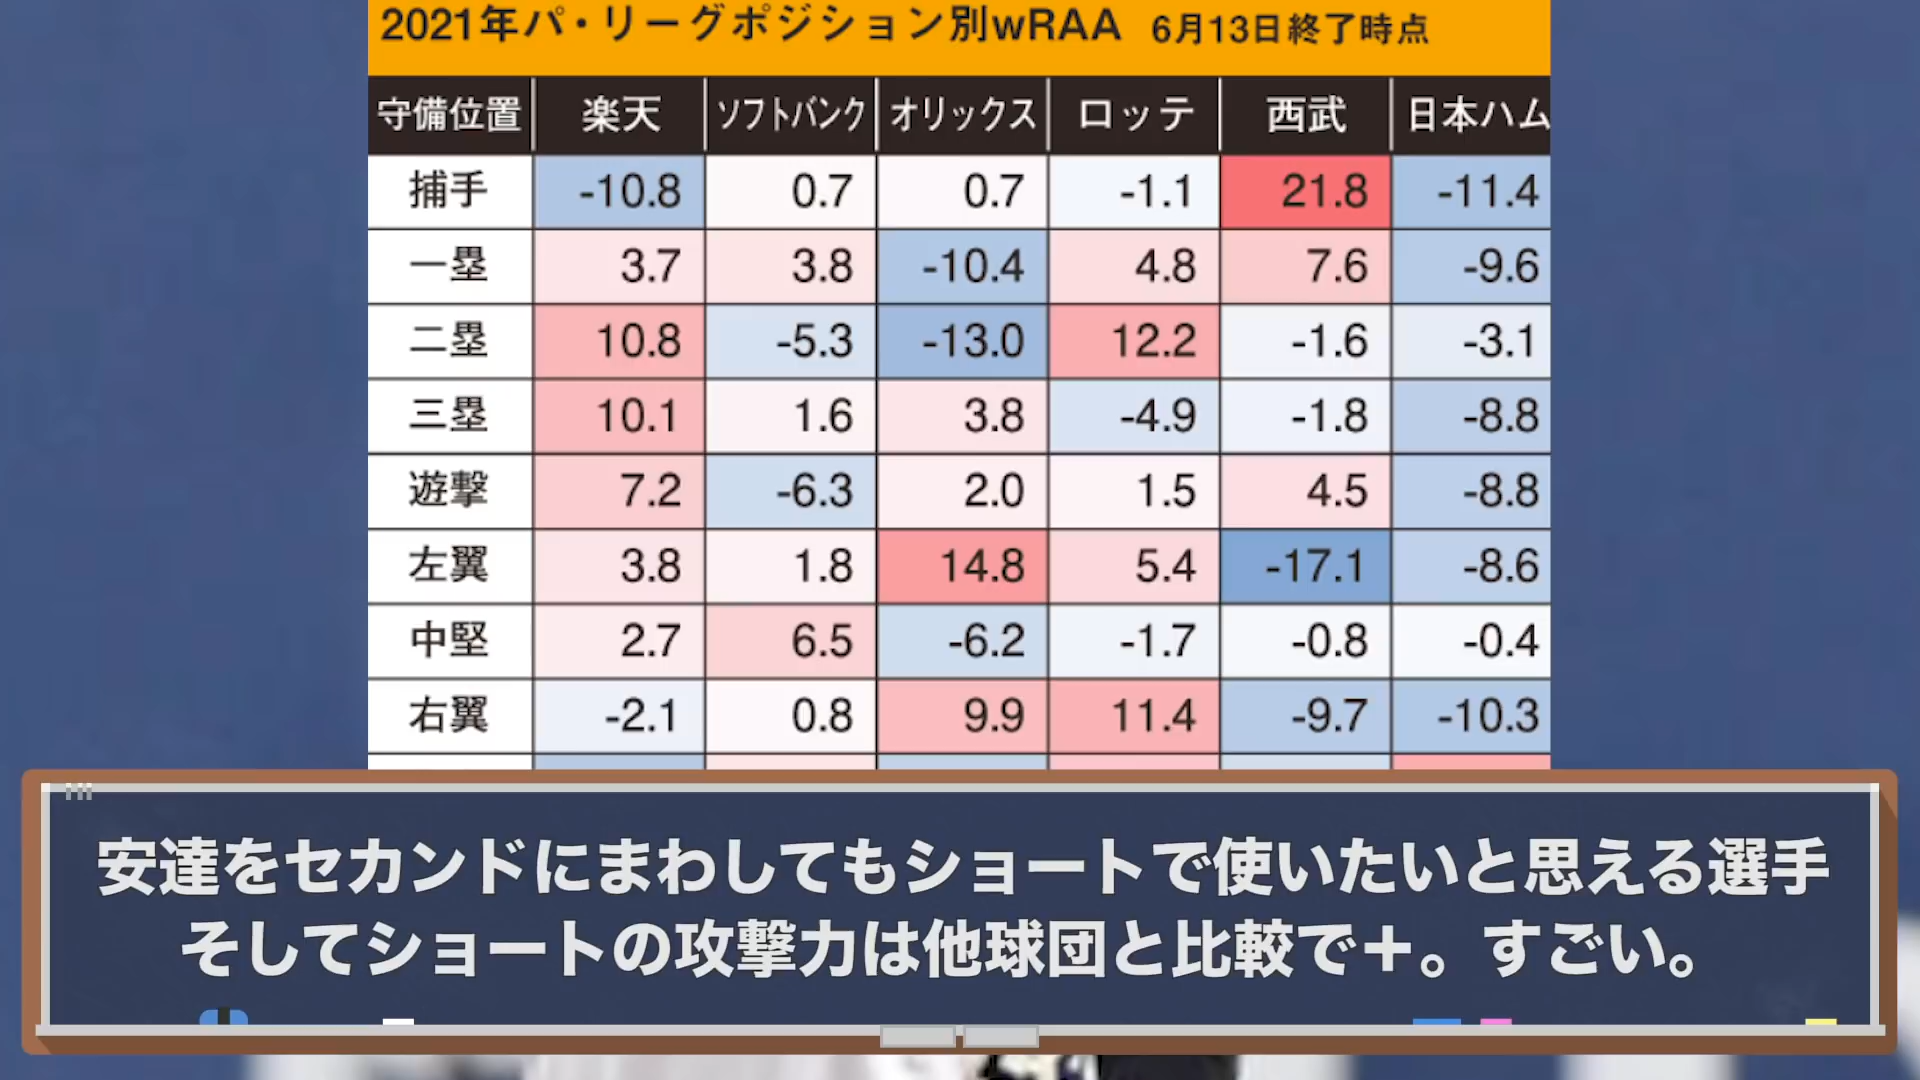 2021年パ・リーグポジション別wRAA 6月13日終了時点
守備位置 楽天 ソフトバンク オリックス ロッテ 西武 日本ハム
捕手 -10.8 0.7 0.7 -1.1 21.8 -11.4
一塁 3.7 3.8 -10.4 4.8 7.6 -9.6
二塁 10.8 -5.3 -13.0 12.2 -1.6 -3.1
三塁 10.1 1.6 3.8 -4.9 -1.8 -8.8
遊撃 7.2 -6.3 2.0 1.5 4.5 -8.8
左翼 3.8 1.8 14.8 5.4 -17.1 -8.6
中堅 2.7 6.5 -6.2 -1.7 -0.8 -0.4
右翼 -2.1 0.8 9.9 11.4 -9.7 -10.3
安達をセカンドにまわしてもショートで使いたいと思える選手
そしてショートの攻撃力は他球団と比較で＋。すごい。